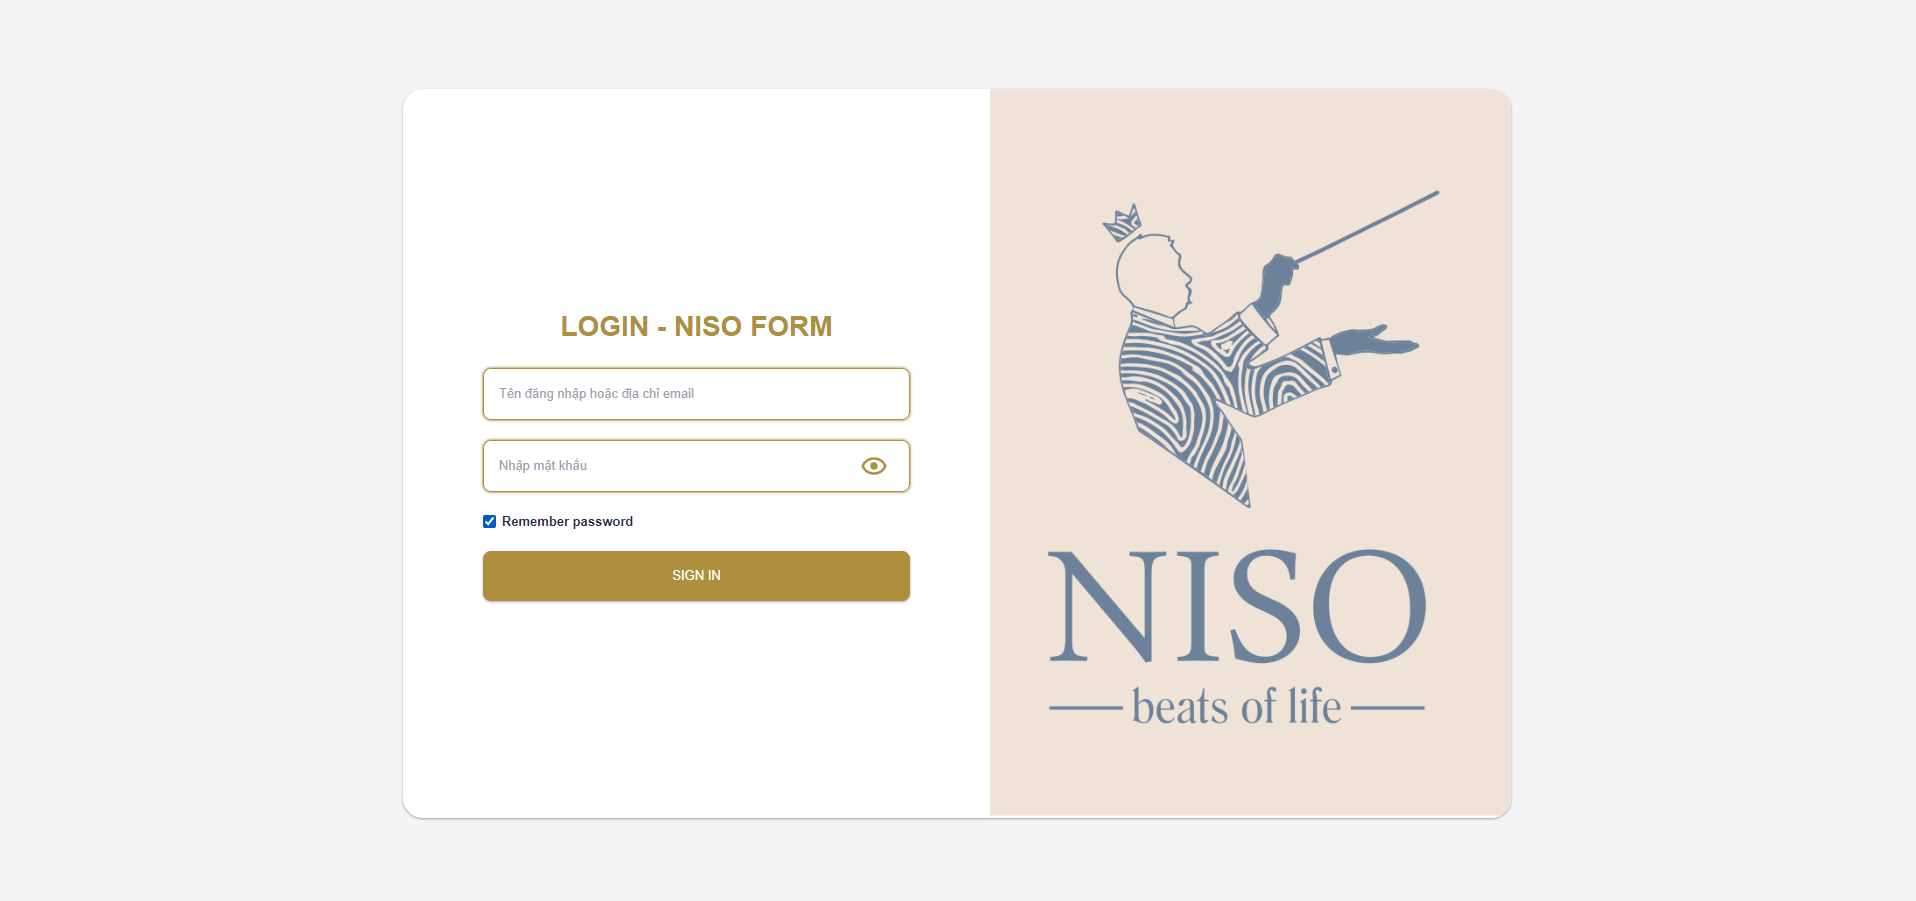 LOGIN - NISO FORM
Tên đăng nhập hoặc địa chỉ email
Nhập mật khẩu
Remember password
SIGN IN
NISO
beats of life